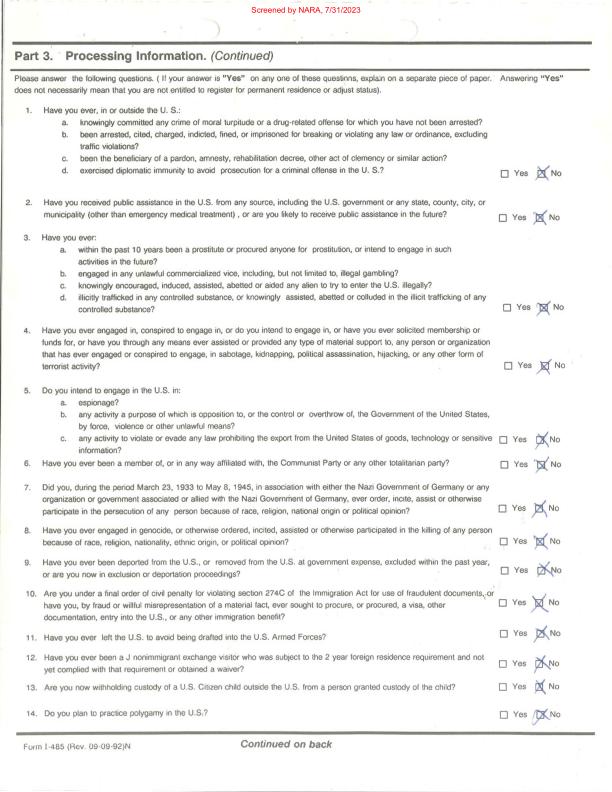 Screened by NARA, 7/31/2023
Part 3. Processing Information. (Continued)
Please answer the following questions. ( If your answer is "Yes" on any one of these questions, explain on a separate piece of paper. Answering "Yes"
does not necessarily mean that you are not entitled to register for permanent residence or adjust status).
1. Have you ever, in or outside the U. S.:
a. knowingly committed any crime of moral turpitude or a drug-related offense for which you have not been arrested?
b. been arrested, cited, charged, indicted, fined, or imprisoned for breaking or violating any law or ordinance, excluding
traffic violations?
c. been the beneficiary of a pardon, amnesty, rehabilitation decree, other act of clemency or similar action?
d. exercised diplomatic immunity to avoid prosecution for a criminal offense in the U. S.?
☐ Yes ☒ No
2. Have you received public assistance in the U.S. from any source, including the U.S. government or any state, county, city, or
municipality (other than emergency medical treatment) , or are you likely to receive public assistance in the future?
☐ Yes ☒ No
3. Have you ever:
a. within the past 10 years been a prostitute or procured anyone for prostitution, or intend to engage in such
activities in the future?
b. engaged in any unlawful commercialized vice, including, but not limited to, illegal gambling?
c. knowingly encouraged, induced, assisted, abetted or aided any alien to try to enter the U.S. illegally?
d. illicitly trafficked in any controlled substance, or knowingly assisted, abetted or colluded in the illicit trafficking of any
controlled substance?
☐ Yes ☒ No
4. Have you ever engaged in, conspired to engage in, or do you intend to engage in, or have you ever solicited membership or
funds for, or have you through any means ever assisted or provided any type of material support to, any person or organization
that has ever engaged or conspired to engage, in sabotage, kidnapping, political assassination, hijacking, or any other form of
terrorist activity?
☐ Yes ☒ No
5. Do you intend to engage in the U.S. in:
a. espionage?
b. any activity a purpose of which is opposition to, or the control or overthrow of, the Government of the United States,
by force, violence or other unlawful means?
c. any activity to violate or evade any law prohibiting the export from the United States of goods, technology or sensitive
information?
☐ Yes ☒ No
6. Have you ever been a member of, or in any way affiliated with, the Communist Party or any other totalitarian party?
☐ Yes ☒ No
7. Did you, during the period March 23, 1933 to May 8, 1945, in association with either the Nazi Government of Germany or any
organization or government associated or allied with the Nazi Government of Germany, ever order, incite, assist or otherwise
participate in the persecution of any person because of race, religion, national origin or political opinion?
☐ Yes ☒ No
8. Have you ever engaged in genocide, or otherwise ordered, incited, assisted or otherwise participated in the killing of any person
because of race, religion, nationality, ethnic origin, or political opinion?
☐ Yes ☒ No
9. Have you ever been deported from the U.S., or removed from the U.S. at government expense, excluded within the past year,
or are you now in exclusion or deportation proceedings?
☐ Yes ☒ No
10. Are you under a final order of civil penalty for violating section 274C of the Immigration Act for use of fraudulent documents, or
have you, by fraud or willful misrepresentation of a material fact, ever sought to procure, or procured, a visa, other
documentation, entry into the U.S., or any other immigration benefit?
☐ Yes ☒ No
11. Have you ever left the U.S. to avoid being drafted into the U.S. Armed Forces?
☐ Yes ☒ No
12. Have you ever been a J nonimmigrant exchange visitor who was subject to the 2 year foreign residence requirement and not
yet complied with that requirement or obtained a waiver?
☐ Yes ☒ No
13. Are you now withholding custody of a U.S. Citizen child outside the U.S. from a person granted custody of the child?
☐ Yes ☒ No
14. Do you plan to practice polygamy in the U.S.?
☐ Yes ☒ No
Form I-485 (Rev. 09-09-92)N
Continued on back